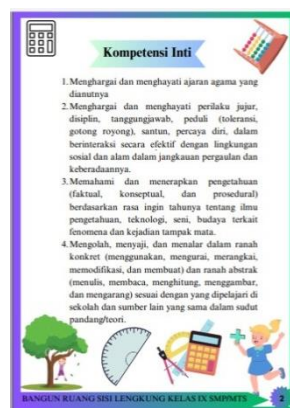 Kompetensi Inti
1. Menghargai dan menghayati ajaran agama yang
dianutnya
2. Menghargai dan menghayati perilaku jujur,
disiplin, tanggungjawab, peduli (toleransi,
gotong royong), santun, percaya diri, dalam
berinteraksi secara efektif dengan lingkungan
sosial dan alam dalam jangkauan pergaulan dan
keberadaannya.
3. Memahami dan menerapkan pengetahuan
(faktual, konseptual, dan prosedural)
berdasarkan rasa ingin tahunya tentang ilmu
pengetahuan, teknologi, seni, budaya terkait
fenomena dan kejadian tampak mata.
4. Mengolah, menyaji, dan menalar dalam ranah
konkret (menggunakan, mengurai, merangkai,
memodifikasi, dan membuat) dan ranah abstrak
(menulis, membaca, menghitung, menggambar,
dan mengarang) sesuai dengan yang dipelajari di
sekolah dan sumber lain yang sama dalam sudut
pandang/teori.
BANGUN RUANG SISI LENGKUNG KELAS IX SMP/MTS 2